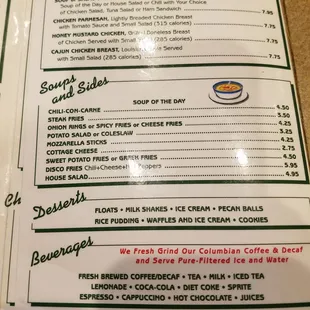 Soup of the Day or House Salad or Chili with Your Choice
of Chicken Salad, Tuna Salad or Ham Sandwich 7.95
CHICKEN PARMESAN, Lightly Breaded Chicken Breast
with Tomato Sauce and Small Salad (515 calories) 7.75
HONEY MUSTARD CHICKEN, Grilled Boneless Breast
of Chicken Served with Small Salad (285 calories) 7.75
CAJUN CHICKEN BREAST, Louisiana Style Served
with Small Salad (285 calories) 7.75
Soups
and Sides
SOUP OF THE DAY
CHILI-CON-CARNE 4.50
STEAK FRIES 3.25
ONION RINGS or SPICY FRIES or CHEESE FRIES 4.25
POTATO SALAD or COLESLAW 3.25
MOZZARELLA STICKS 4.25
COTTAGE CHEESE 2.75
SWEET POTATO FRIES or GREEK FRIES 4.50
DISCO FRIES Chili+Cheese+ Peppers 5.95
HOUSE SALAD 4.95
Desserts
FLOATS • MILK SHAKES • ICE CREAM • PECAN BALLS
RICE PUDDING • WAFFLES AND ICE CREAM • COOKIES
Beverages
We Fresh Grind Our Columbian Coffee & Decaf
and Serve Pure-Filtered Ice and Water
FRESH BREWED COFFEE/DECAF • TEA • MILK • ICED TEA
LEMONADE • COCA-COLA • DIET COKE • SPRITE
ESPRESSO • CAPPUCCINO • HOT CHOCOLATE • JUICES